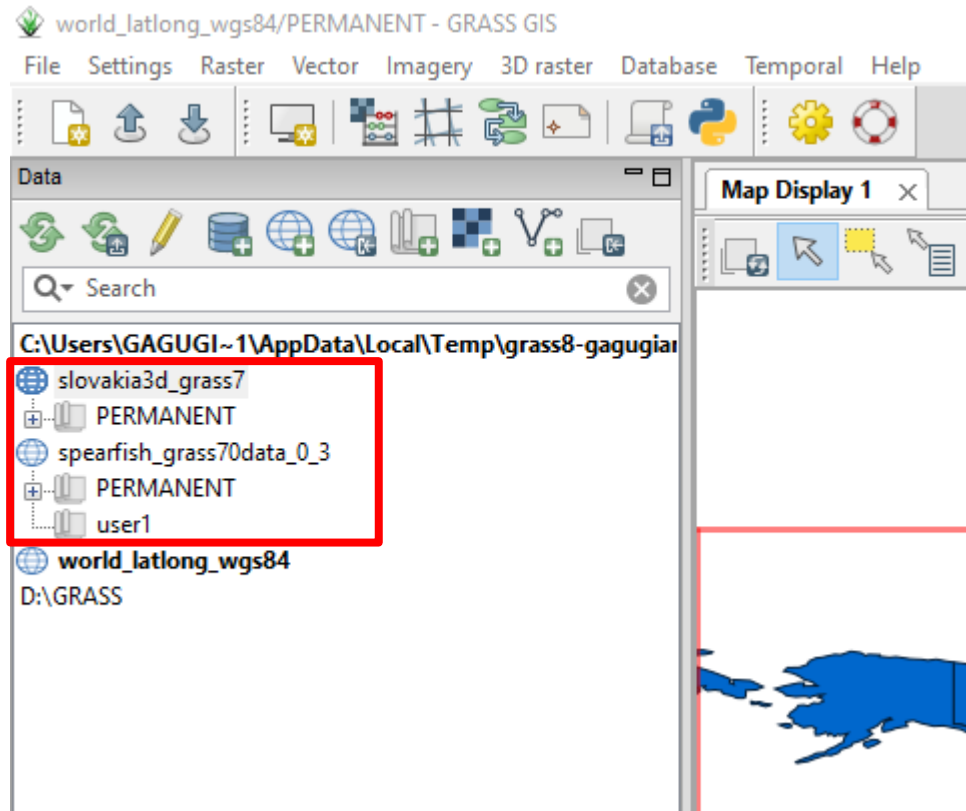 world_latlong_wgs84/PERMANENT - GRASS GIS
File Settings Raster Vector Imagery 3D raster Database Temporal Help
Data
Map Display 1
Search
C:\Users\GAGUGI~1\AppData\Local\Temp\grass8-gagugiar
slovakia3d_grass7
PERMANENT
spearfish_grass70data_0_3
PERMANENT
user1
world_latlong_wgs84
D:\GRASS